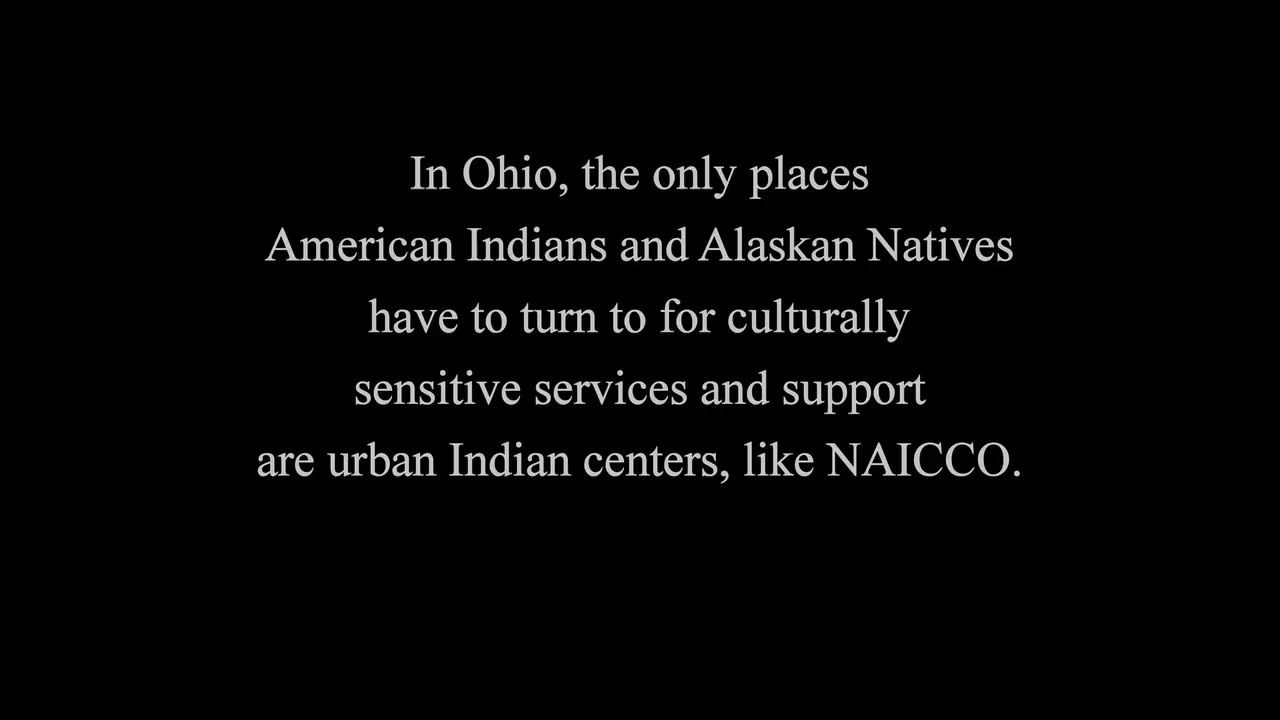 In Ohio, the only places
American Indians and Alaskan Natives
have to turn to for culturally
sensitive services and support
are urban Indian centers, like NAICCO.